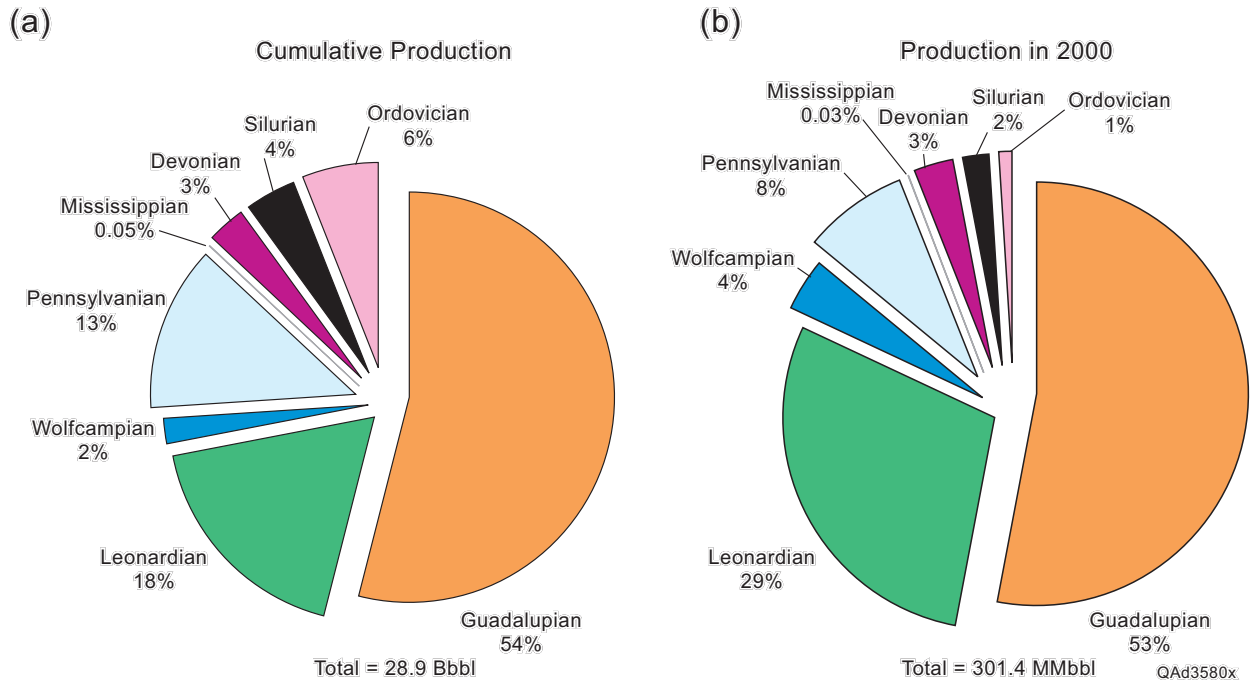 (a)
Cumulative Production
Ordovician
6%
Silurian
4%
Devonian
3%
Mississippian
0.05%
Pennsylvanian
13%
Wolfcampian
2%
Leonardian
18%
Guadalupian
54%
Total = 28.9 Bbbl
(b)
Production in 2000
Mississippian
0.03%
Devonian
3%
Silurian
2%
Ordovician
1%
Pennsylvanian
8%
Wolfcampian
4%
Leonardian
29%
Guadalupian
53%
Total = 301.4 MMbbl
QAd3580x